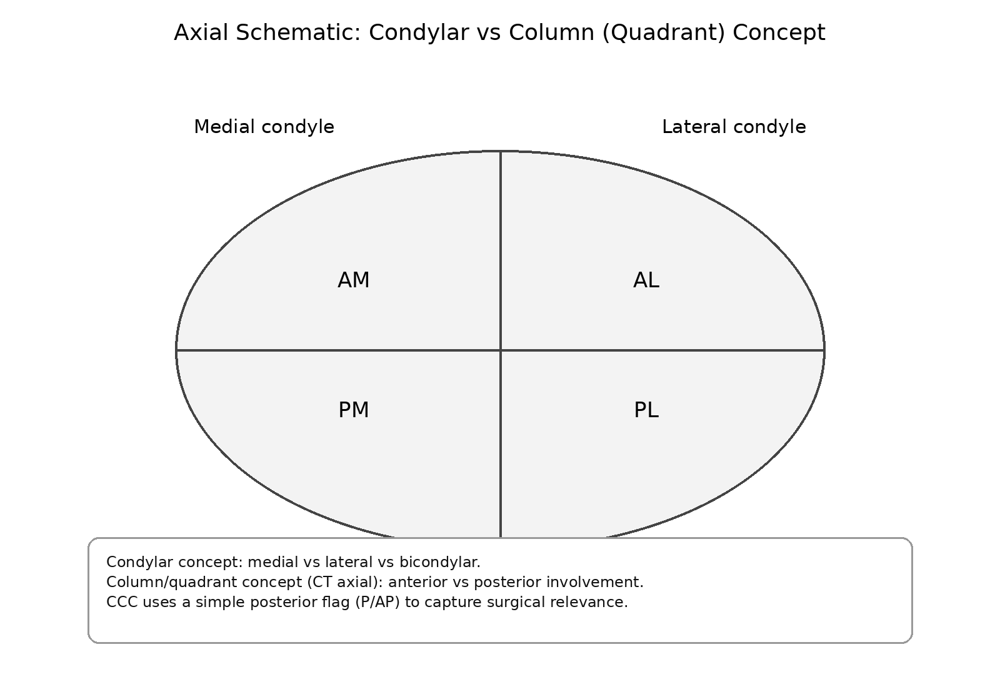 Axial Schematic: Condylar vs Column (Quadrant) Concept
Medial condyle
Lateral condyle
AM
AL
PM
PL
Condylar concept: medial vs lateral vs bicondylar.
Column/quadrant concept (CT axial): anterior vs posterior involvement.
CCC uses a simple posterior flag (P/AP) to capture surgical relevance.